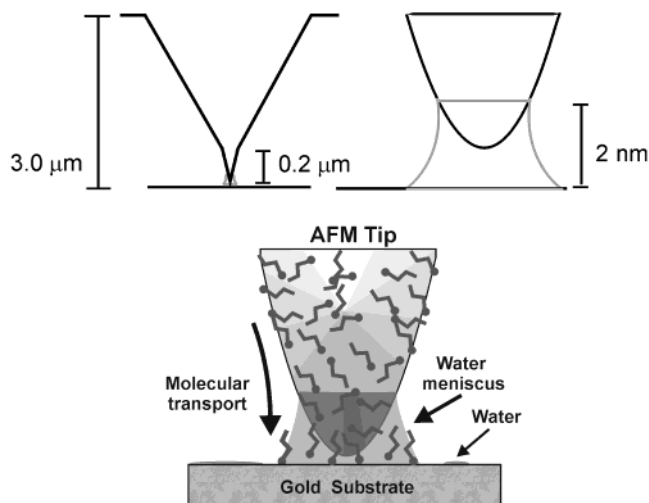 3.0 μm
0.2 μm
2 nm
AFM Tip
Molecular
transport
Water
meniscus
Water
Gold Substrate